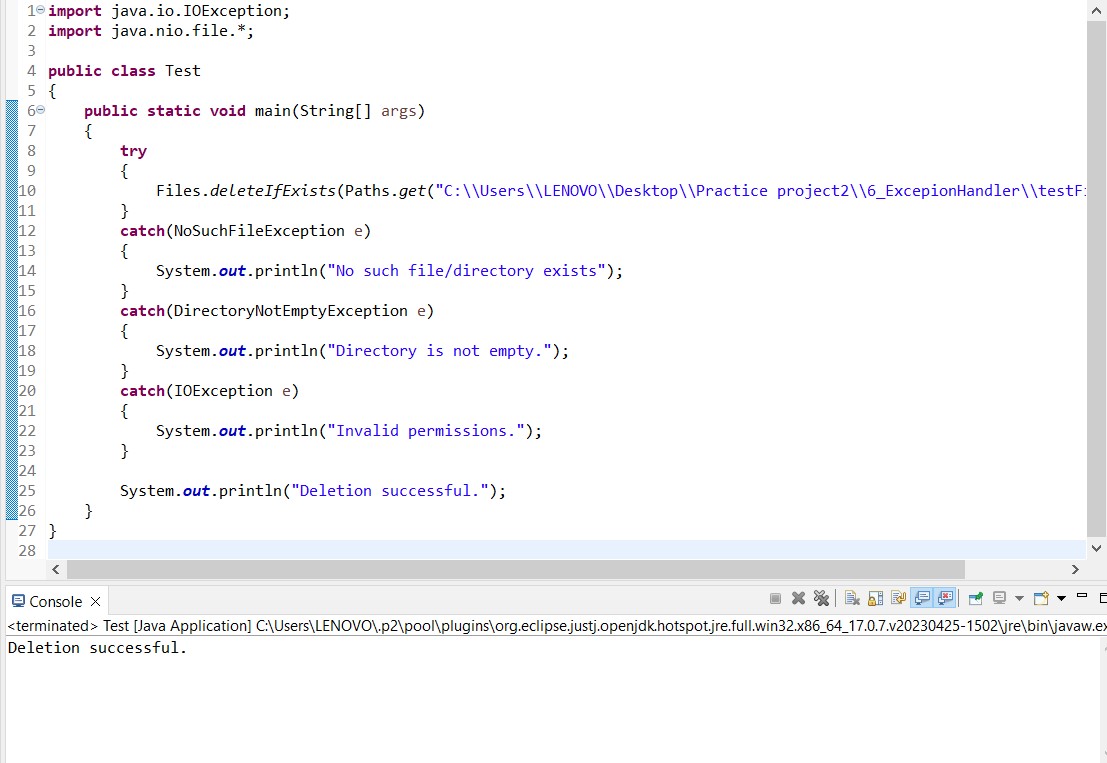 1 import java.io.IOException;
2 import java.nio.file.*;
3
4 public class Test
5 {
6 public static void main(String[] args)
7 {
8 try
9 {
10 Files.deleteIfExists(Paths.get("C:\\Users\\LENOVO\\Desktop\\Practice project2\\6_ExcepionHandler\\testFi
11 }
12 catch(NoSuchFileException e)
13 {
14 System.out.println("No such file/directory exists");
15 }
16 catch(DirectoryNotEmptyException e)
17 {
18 System.out.println("Directory is not empty.");
19 }
20 catch(IOException e)
21 {
22 System.out.println("Invalid permissions.");
23 }
24
25 System.out.println("Deletion successful.");
26 }
27 }
28
Console
<terminated> Test [Java Application] C:\Users\LENOVO\.p2\pool\plugins\org.eclipse.justj.openjdk.hotspot.jre.full.win32.x86_64_17.0.7.v20230425-1502\jre\bin\javaw.ex
Deletion successful.